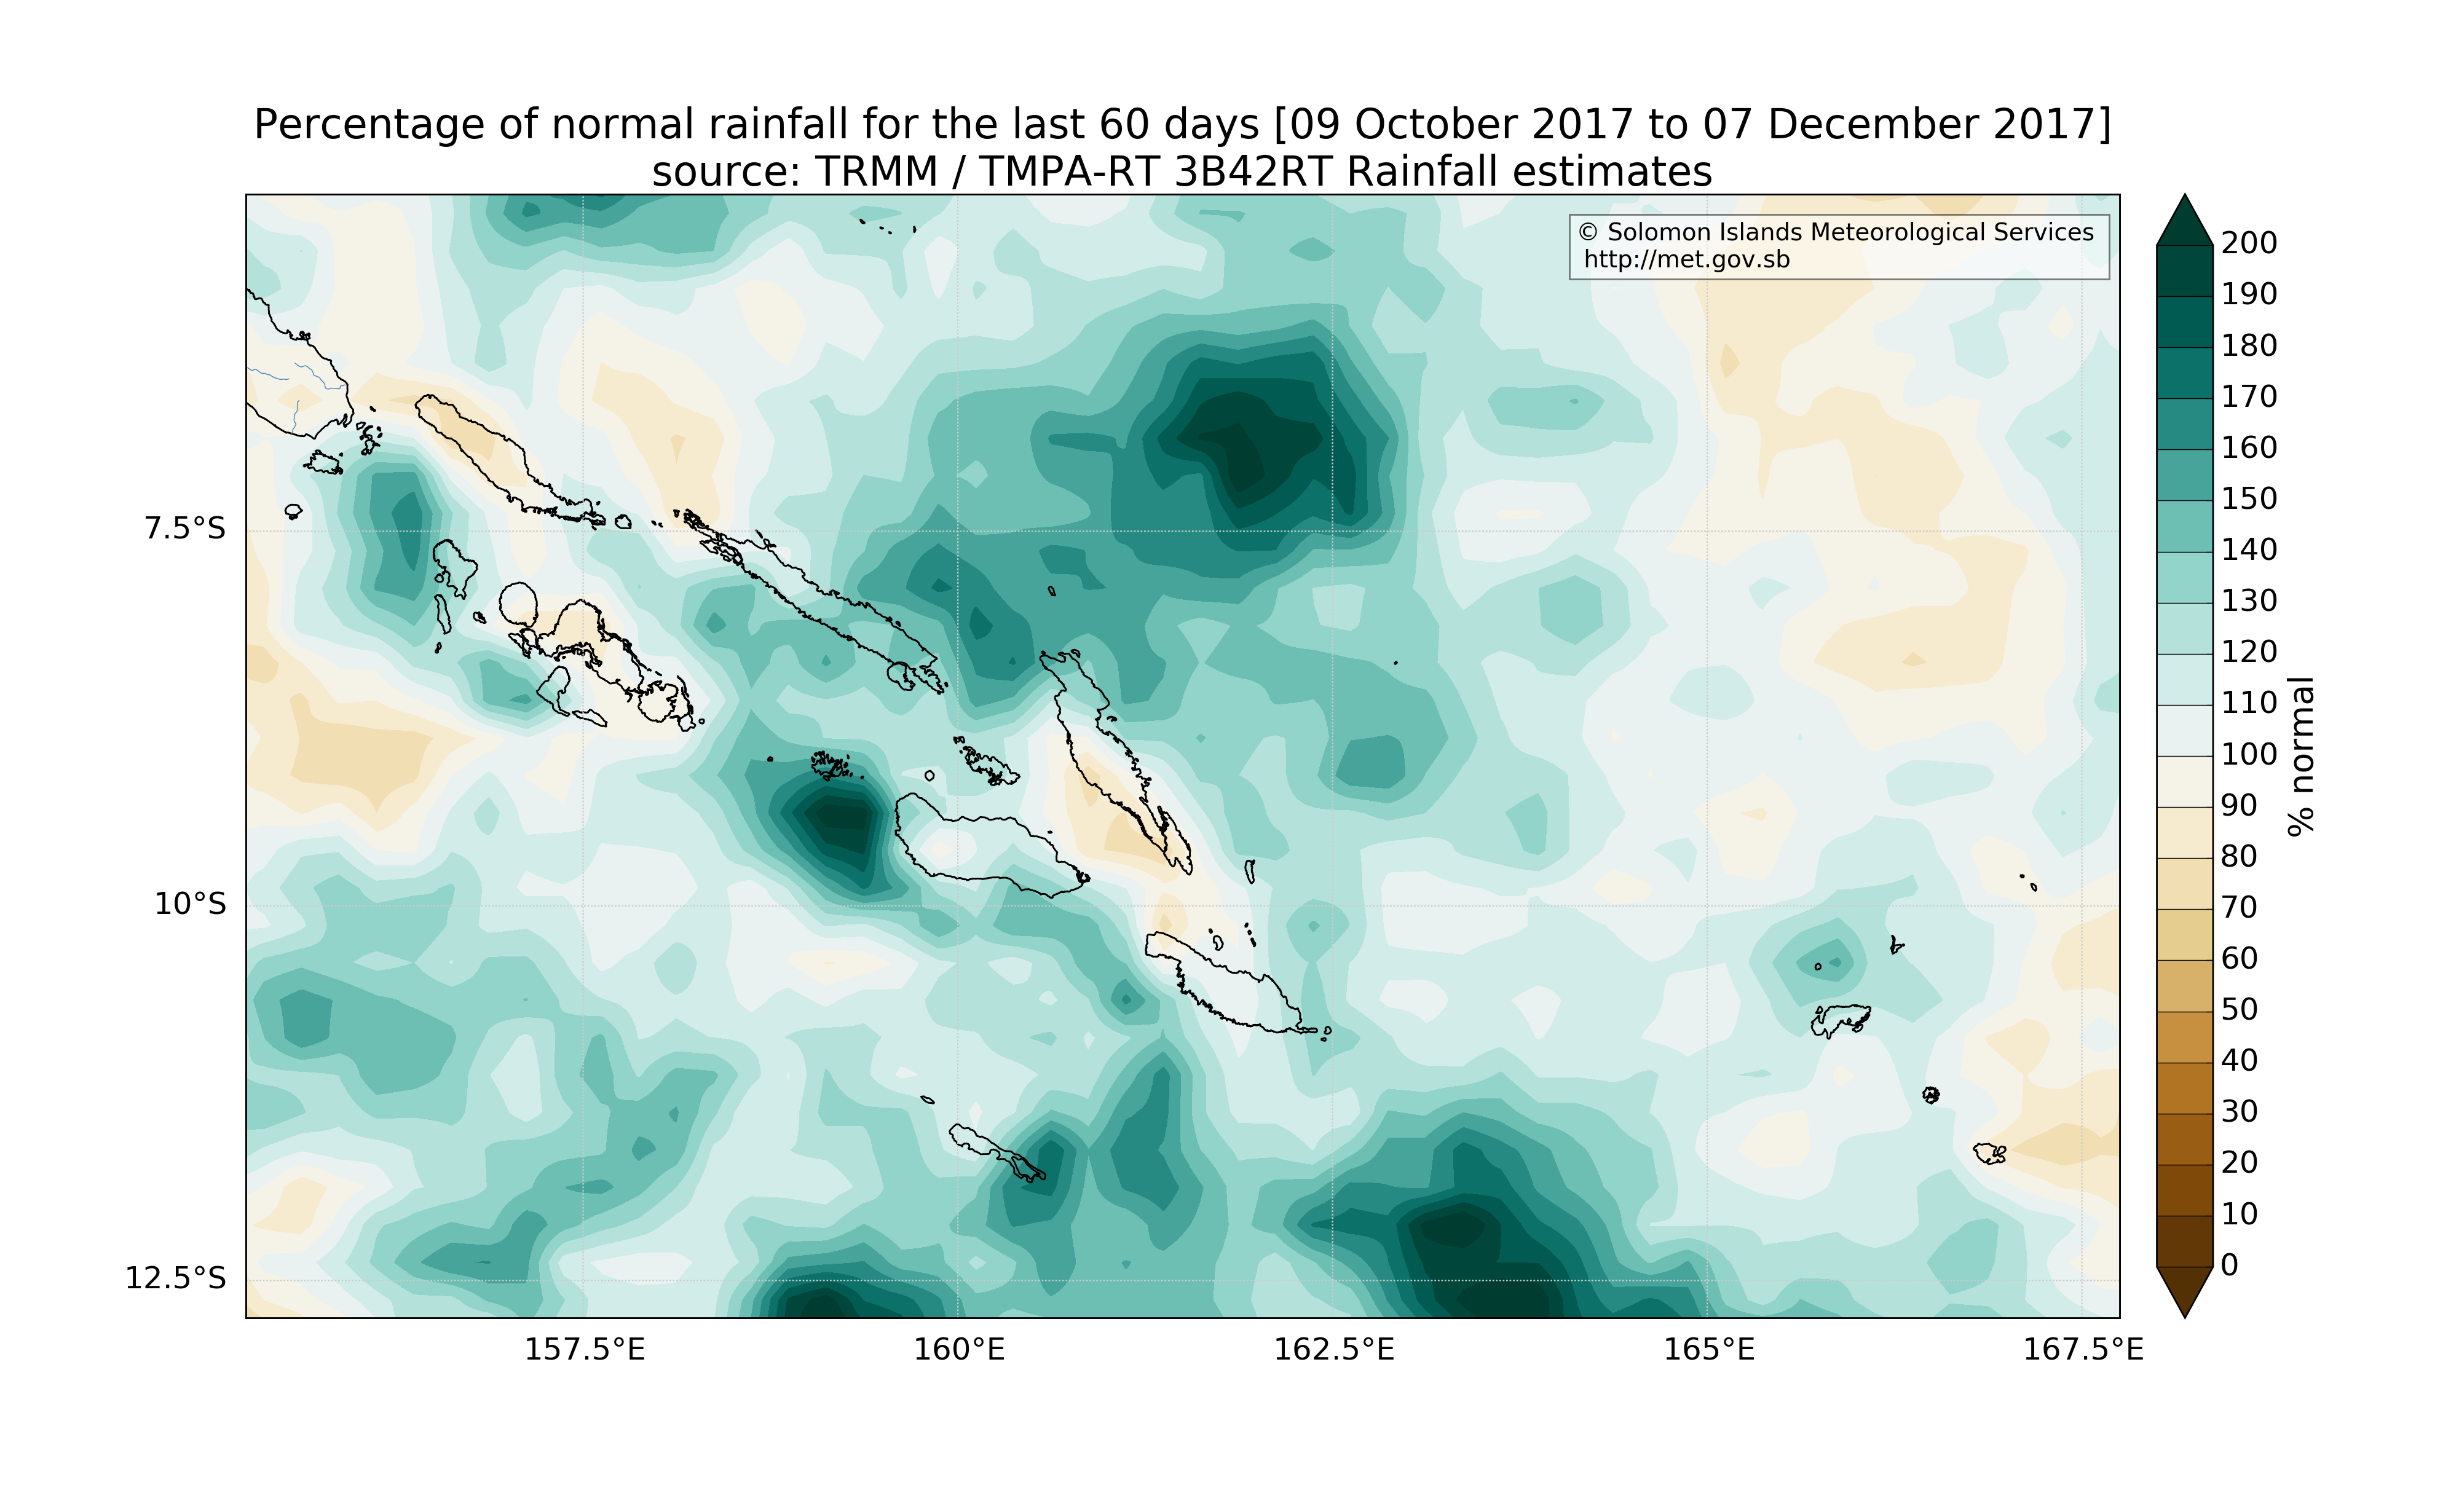 Percentage of normal rainfall for the last 60 days [09 October 2017 to 07 December 2017]
source: TRMM / TMPA-RT 3B42RT Rainfall estimates
© Solomon Islands Meteorological Services
http://met.gov.sb
7.5°S
10°S
12.5°S
157.5°E
160°E
162.5°E
165°E
167.5°E
200
190
180
170
160
150
140
130
120
110
100
90
80
70
60
50
40
30
20
10
0
% normal